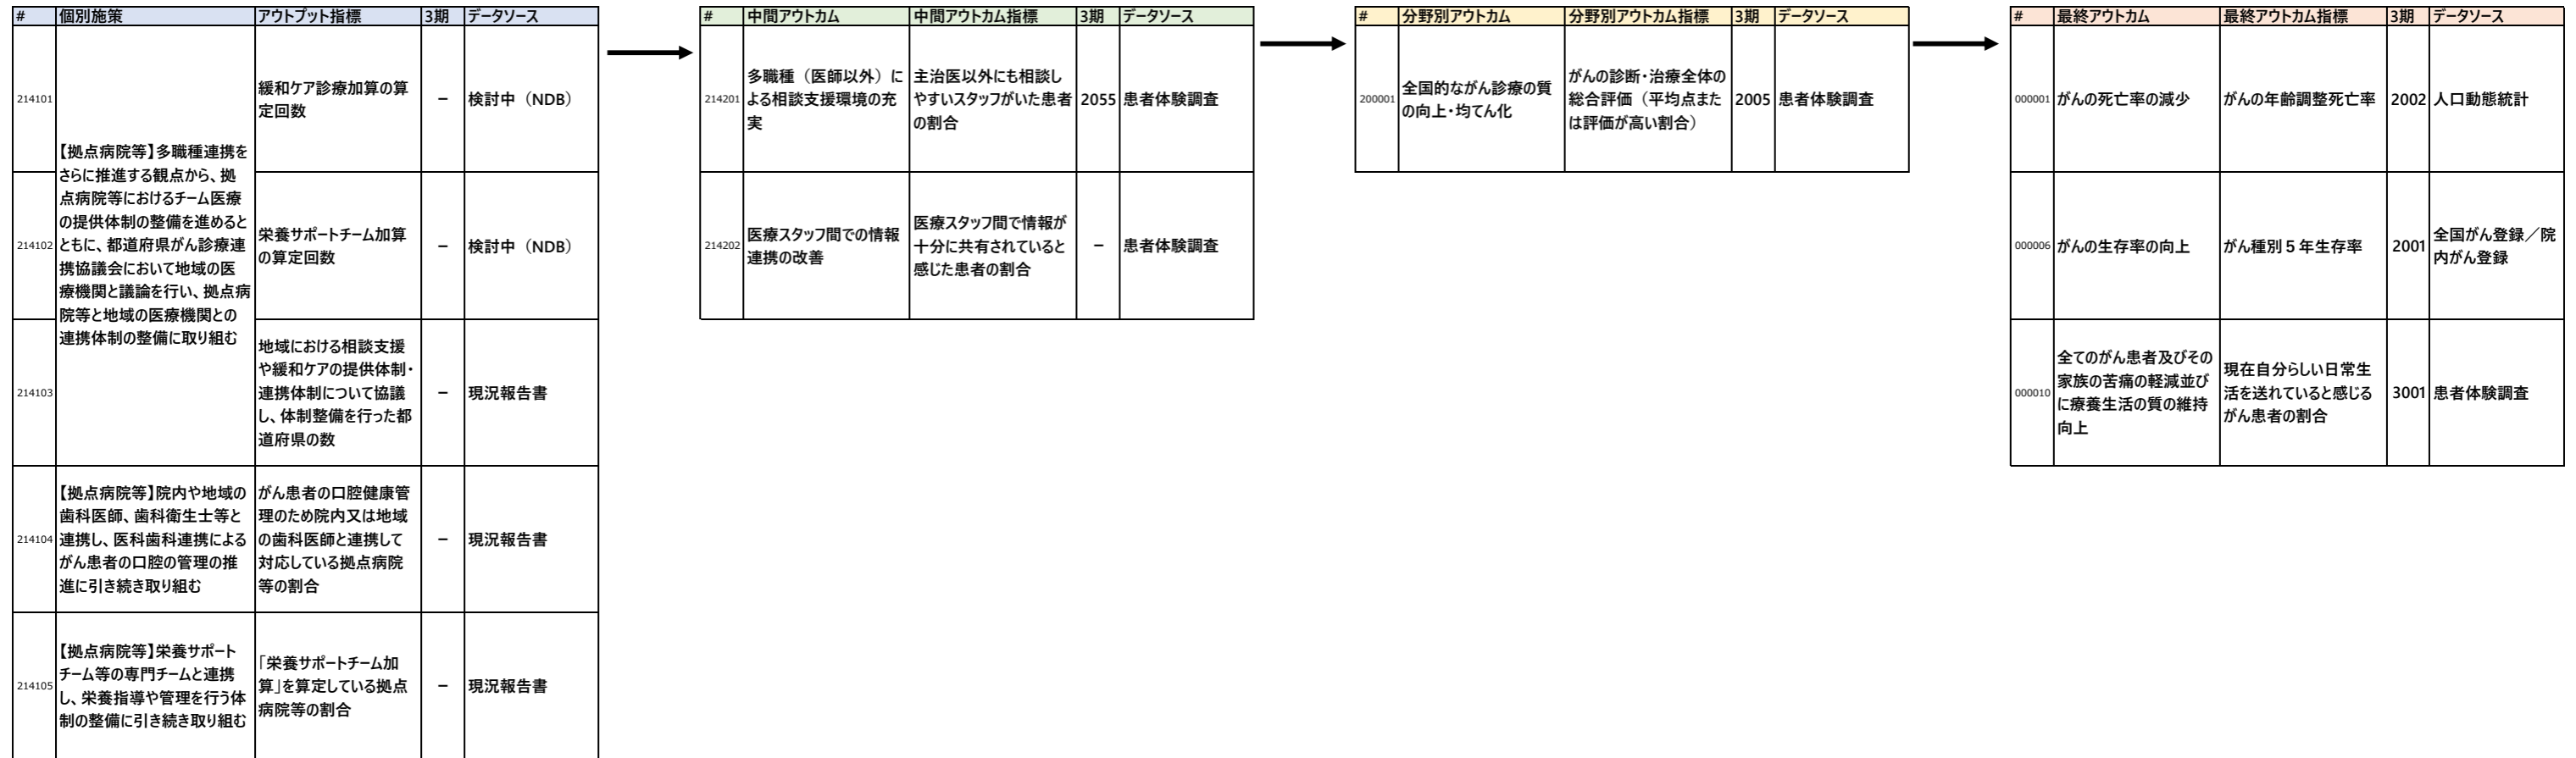 # 個別施策 アウトプット指標 3期 データソース
214101
【拠点病院等】多職種連携を
さらに推進する観点から、拠
点病院等におけるチーム医療
の提供体制の整備を進めると
ともに、都道府県がん診療連
携協議会において地域の医
療機関と議論を行い、拠点病
院等と地域の医療機関との
連携体制の整備に取り組む
緩和ケア診療加算の算
定回数
－
検討中（NDB）
214102
栄養サポートチーム加算
の算定回数
－
検討中（NDB）
214103
地域における相談支援
や緩和ケアの提供体制・
連携体制について協議
し、体制整備を行った都
道府県の数
－
現況報告書
214104
【拠点病院等】院内や地域の
歯科医師、歯科衛生士等と
連携し、医科歯科連携による
がん患者の口腔の管理の推
進に引き続き取り組む
がん患者の口腔健康管
理のため院内又は地域
の歯科医師と連携して
対応している拠点病院
等の割合
－
現況報告書
214105
【拠点病院等】栄養サポート
チーム等の専門チームと連携
し、栄養指導や管理を行う体
制の整備に引き続き取り組む
「栄養サポートチーム加
算」を算定している拠点
病院等の割合
－
現況報告書
# 中間アウトカム 中間アウトカム指標 3期 データソース
214201
多職種（医師以外）に
よる相談支援環境の充
実
主治医以外にも相談し
やすいスタッフがいた患者
の割合
2055
患者体験調査
214202
医療スタッフ間での情報
連携の改善
医療スタッフ間で情報が
十分に共有されていると
感じた患者の割合
－
患者体験調査
# 分野別アウトカム 分野別アウトカム指標 3期 データソース
200001
全国的ながん診療の質
の向上・均てん化
がんの診断・治療全体の
総合評価（平均点また
は評価が高い割合）
2005
患者体験調査
# 最終アウトカム 最終アウトカム指標 3期 データソース
000001
がんの死亡率の減少
がんの年齢調整死亡率
2002
人口動態統計
000006
がんの生存率の向上
がん種別５年生存率
2001
全国がん登録／院
内がん登録
000010
全てのがん患者及びその
家族の苦痛の軽減並び
に療養生活の質の維持
向上
現在自分らしい日常生
活を送れていると感じる
がん患者の割合
3001
患者体験調査